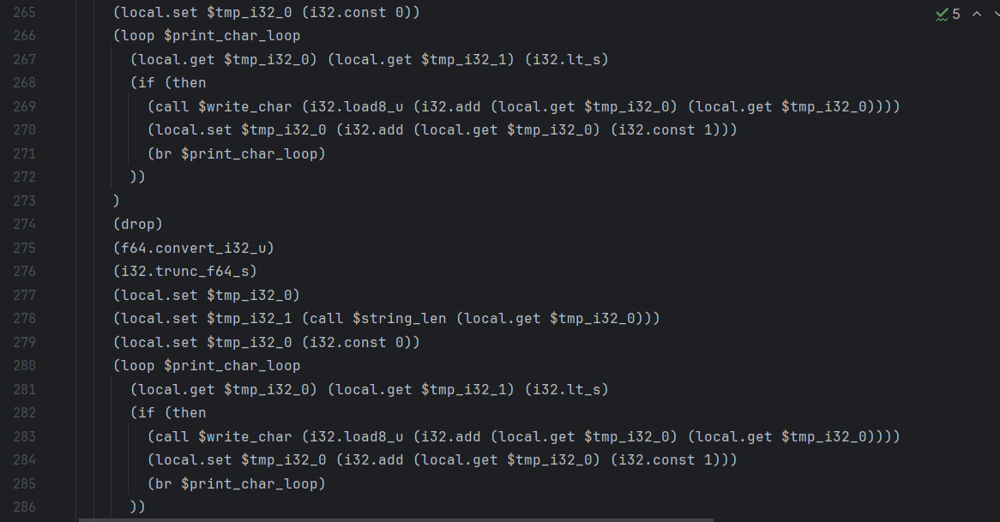 265 (local.set $tmp_i32_0 (i32.const 0))
266 (loop $print_char_loop
267 (local.get $tmp_i32_0) (local.get $tmp_i32_1) (i32.lt_s)
268 (if (then
269 (call $write_char (i32.load8_u (i32.add (local.get $tmp_i32_0) (local.get $tmp_i32_0))))
270 (local.set $tmp_i32_0 (i32.add (local.get $tmp_i32_0) (i32.const 1)))
271 (br $print_char_loop)
272 ))
273 )
274 (drop)
275 (f64.convert_i32_u)
276 (i32.trunc_f64_s)
277 (local.set $tmp_i32_0)
278 (local.set $tmp_i32_1 (call $string_len (local.get $tmp_i32_0)))
279 (local.set $tmp_i32_0 (i32.const 0))
280 (loop $print_char_loop
281 (local.get $tmp_i32_0) (local.get $tmp_i32_1) (i32.lt_s)
282 (if (then
283 (call $write_char (i32.load8_u (i32.add (local.get $tmp_i32_0) (local.get $tmp_i32_0))))
284 (local.set $tmp_i32_0 (i32.add (local.get $tmp_i32_0) (i32.const 1)))
285 (br $print_char_loop)
286 ))
5